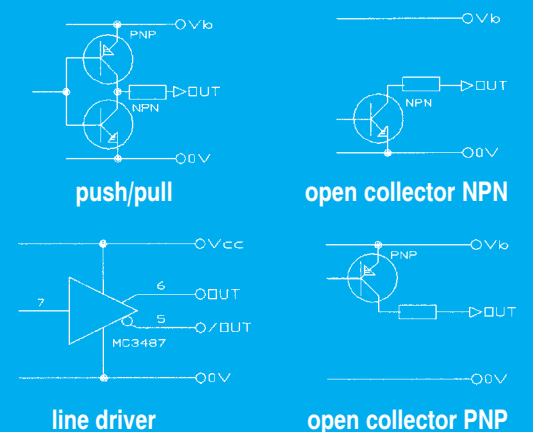 Vb
PNP
OUT
NPN
0V
push/pull
Vb
OUT
NPN
0V
open collector NPN
Vcc
6
OUT
7
5
/OUT
MC3487
0V
line driver
Vb
PNP
OUT
0V
open collector PNP